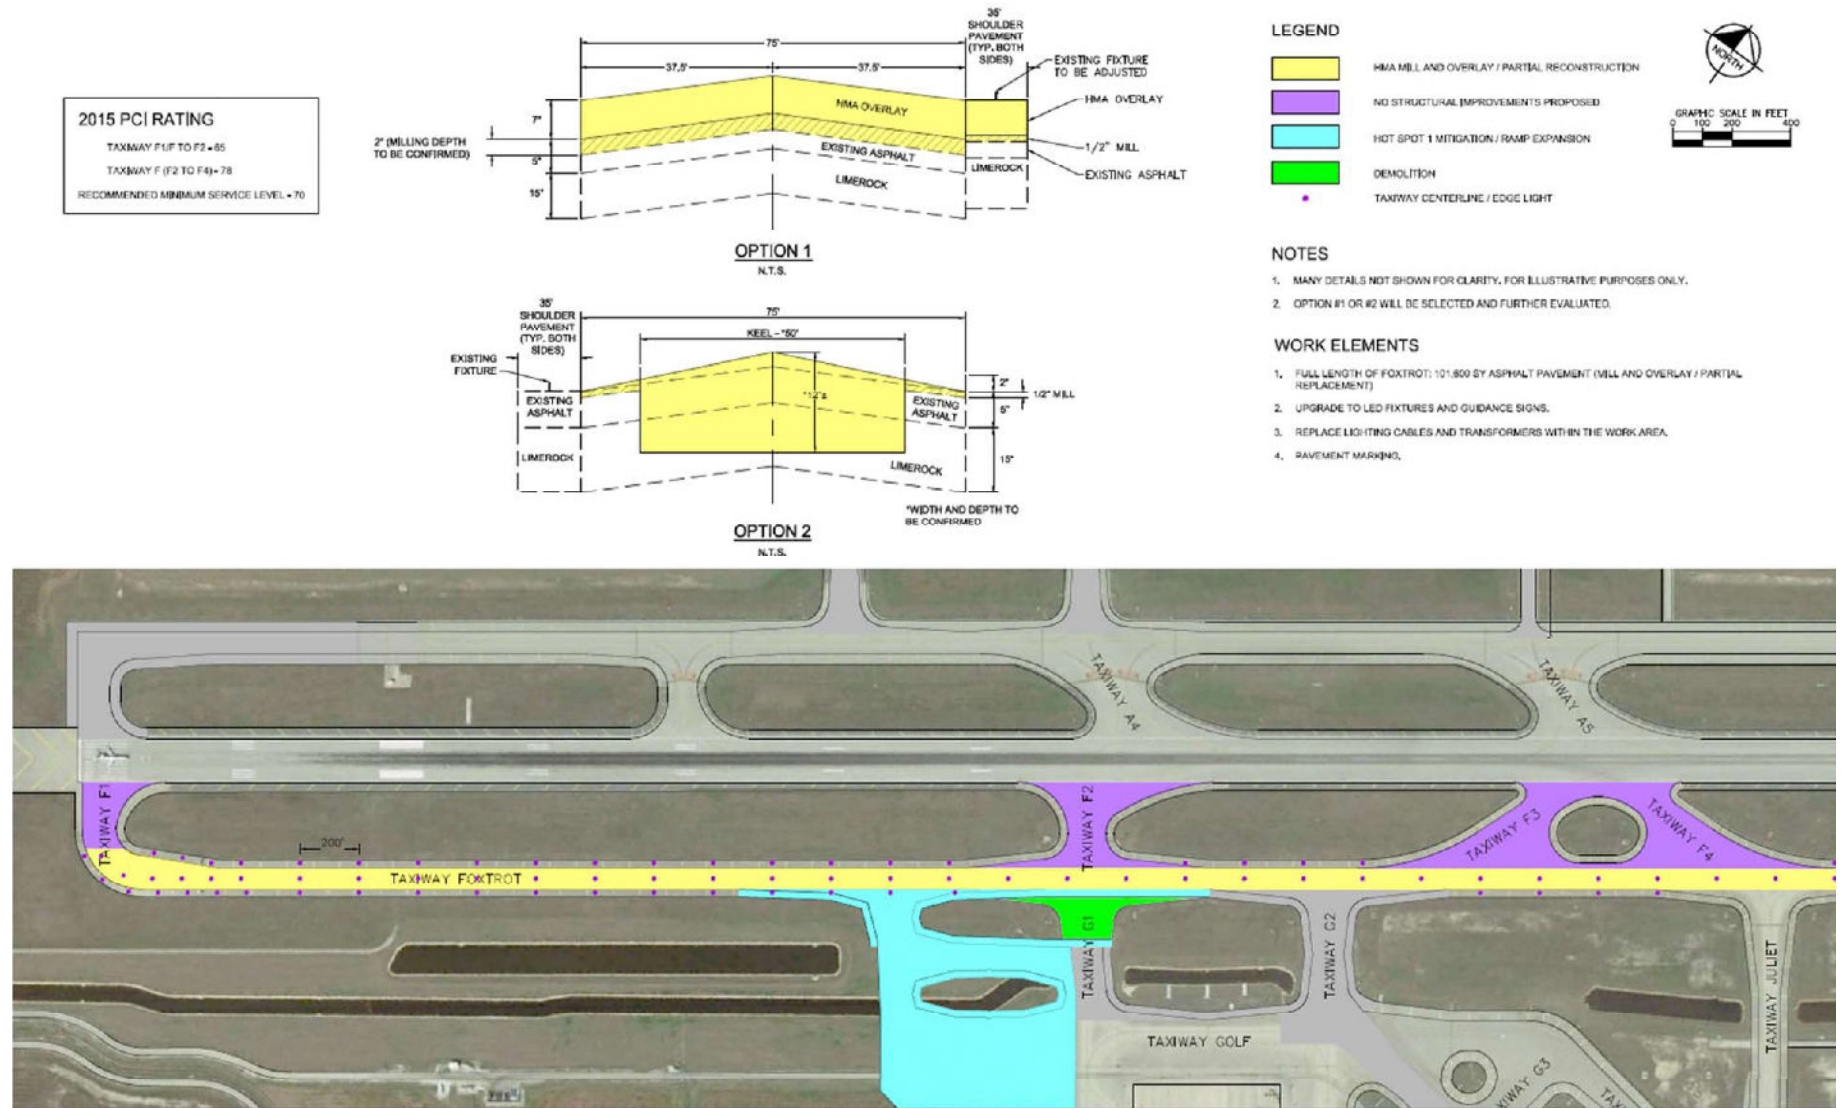 2015 PCI RATING
TAXIWAY F1/F TO F2 = 65
TAXIWAY F (F2 TO F4) = 78
RECOMMENDED MINIMUM SERVICE LEVEL = 70
75'
37.5'
37.5'
35'
SHOULDER
PAVEMENT
(TYP. BOTH
SIDES)
EXISTING FIXTURE
TO BE ADJUSTED
HMA OVERLAY
HMA OVERLAY
7"
2" (MILLING DEPTH
TO BE CONFIRMED)
1/2" MILL
EXISTING ASPHALT
5"
LIMEROCK
LIMEROCK
EXISTING ASPHALT
15"
OPTION 1
N.T.S.
35'
SHOULDER
PAVEMENT
(TYP. BOTH
SIDES)
75'
KEEL - *50'
EXISTING
FIXTURE
2"
1/2" MILL
EXISTING
ASPHALT
EXISTING
ASPHALT
5"
LIMEROCK
LIMEROCK
15"
*WIDTH AND DEPTH TO
BE CONFIRMED
OPTION 2
N.T.S.
LEGEND
HMA MILL AND OVERLAY / PARTIAL RECONSTRUCTION
NO STRUCTURAL IMPROVEMENTS PROPOSED
HOT SPOT 1 MITIGATION / RAMP EXPANSION
DEMOLITION
TAXIWAY CENTERLINE / EDGE LIGHT
NORTH
GRAPHIC SCALE IN FEET
0 100 200 400
NOTES
1. MANY DETAILS NOT SHOWN FOR CLARITY. FOR ILLUSTRATIVE PURPOSES ONLY.
2. OPTION #1 OR #2 WILL BE SELECTED AND FURTHER EVALUATED.
WORK ELEMENTS
1. FULL LENGTH OF FOXTROT: 101,600 SY ASPHALT PAVEMENT (MILL AND OVERLAY / PARTIAL
REPLACEMENT)
2. UPGRADE TO LED FIXTURES AND GUIDANCE SIGNS.
3. REPLACE LIGHTING CABLES AND TRANSFORMERS WITHIN THE WORK AREA.
4. PAVEMENT MARKING.
TAXIWAY A4
TAXIWAY A5
TAXIWAY F1
TAXIWAY F2
TAXIWAY F3
TAXIWAY F4
200'
TAXIWAY FOXTROT
TAXIWAY G1
TAXIWAY G2
TAXIWAY JULIET
TAXIWAY GOLF
XIWAY G3